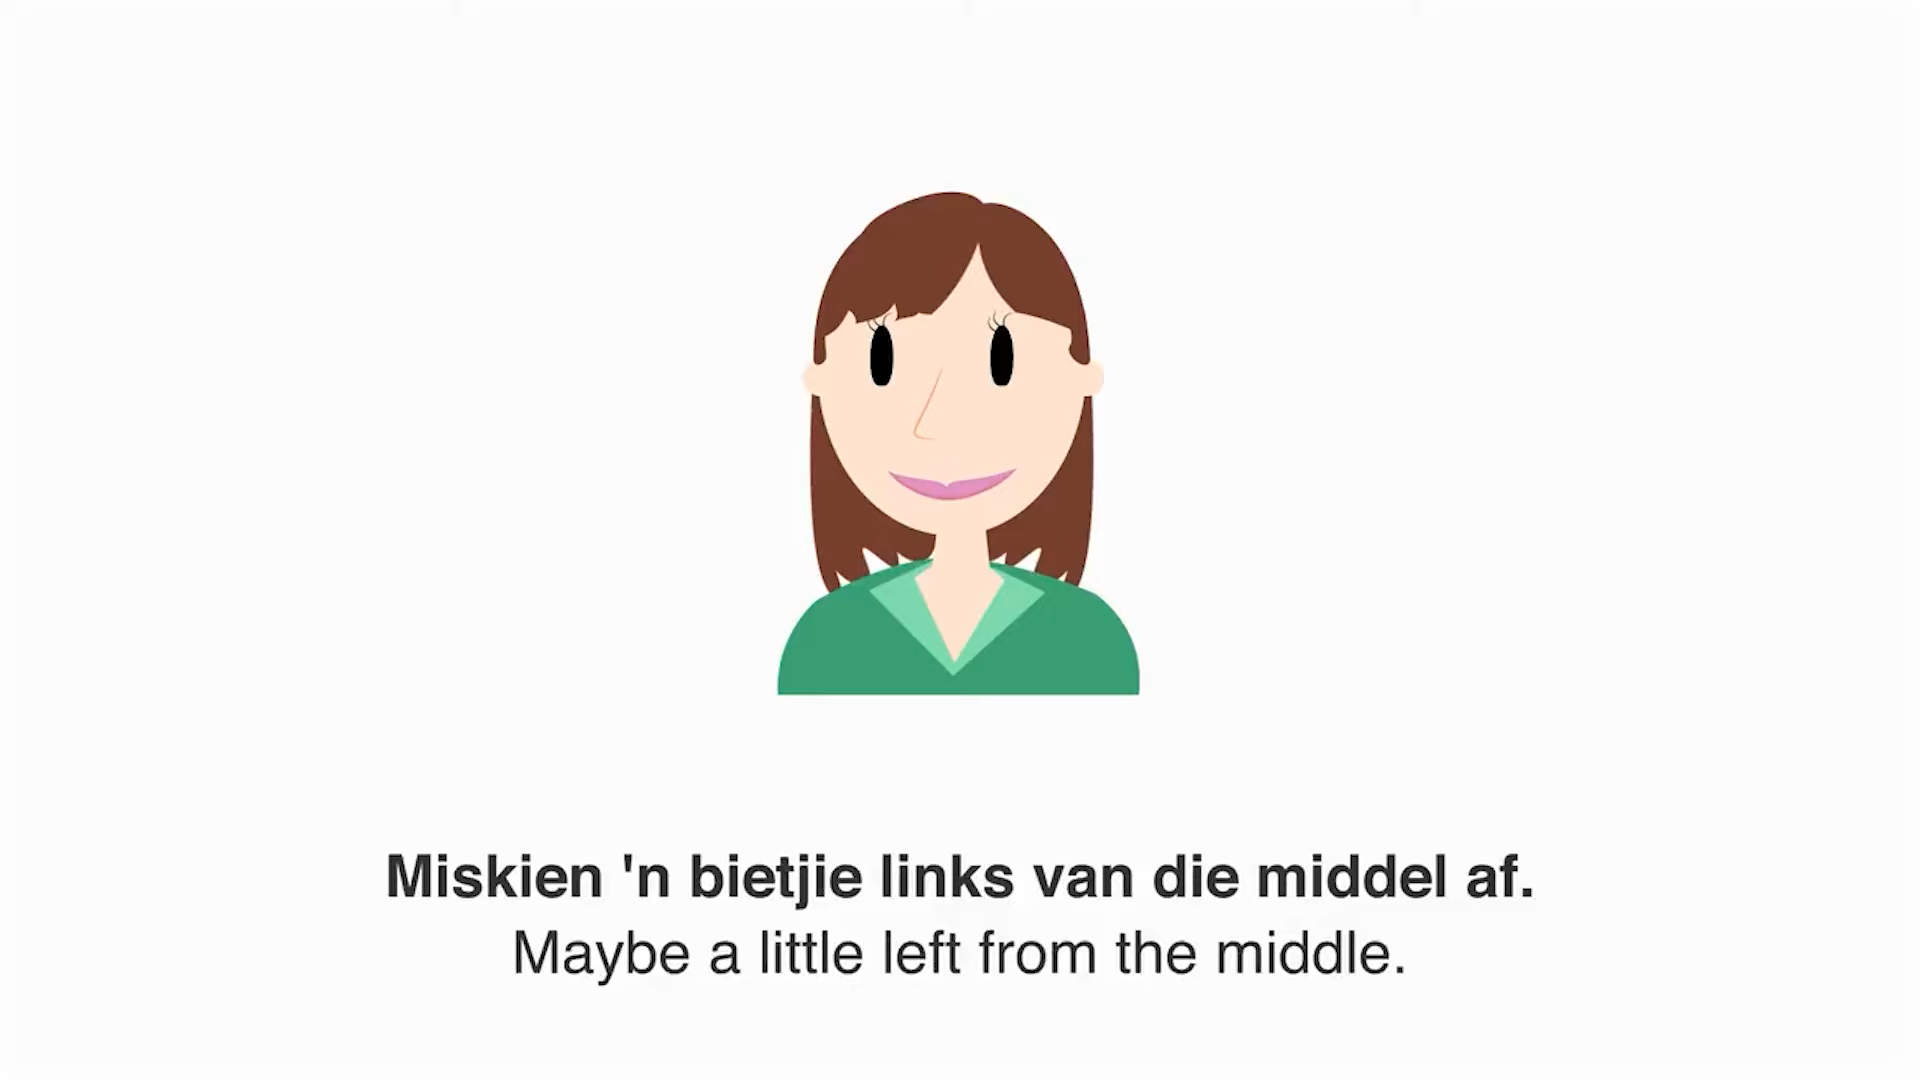 Miskien 'n bietjie links van die middel af.
Maybe a little left from the middle.